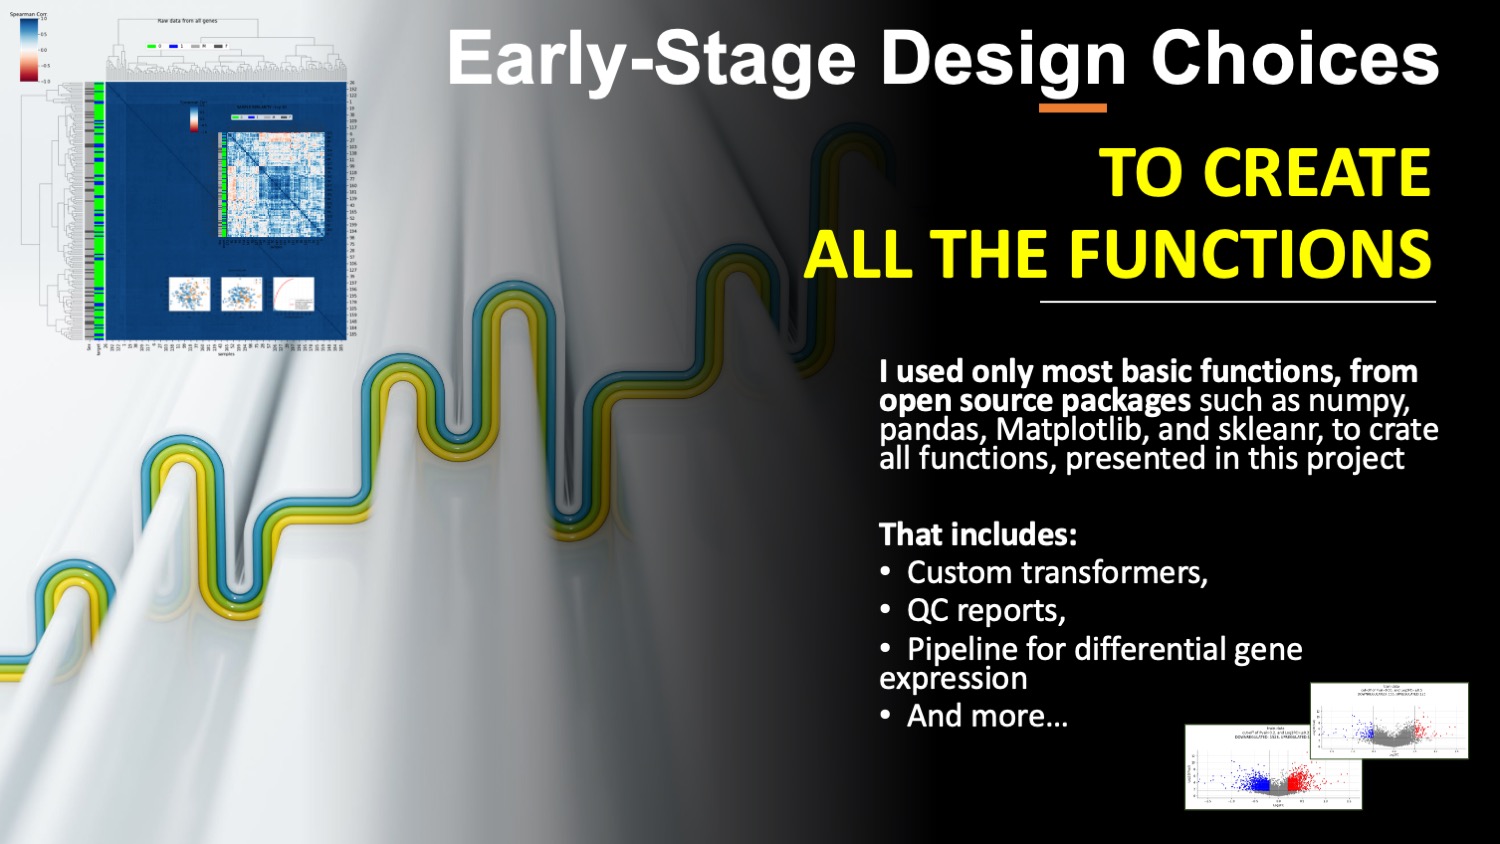 Spearman Corr
Raw data from all genes
Early-Stage Design Choices
TO CREATE
ALL THE FUNCTIONS
I used only most basic functions, from
open source packages such as numpy,
pandas, Matplotlib, and skleanr, to crate
all functions, presented in this project
That includes:
• Custom transformers,
• QC reports,
• Pipeline for differential gene
expression
• And more...
samples